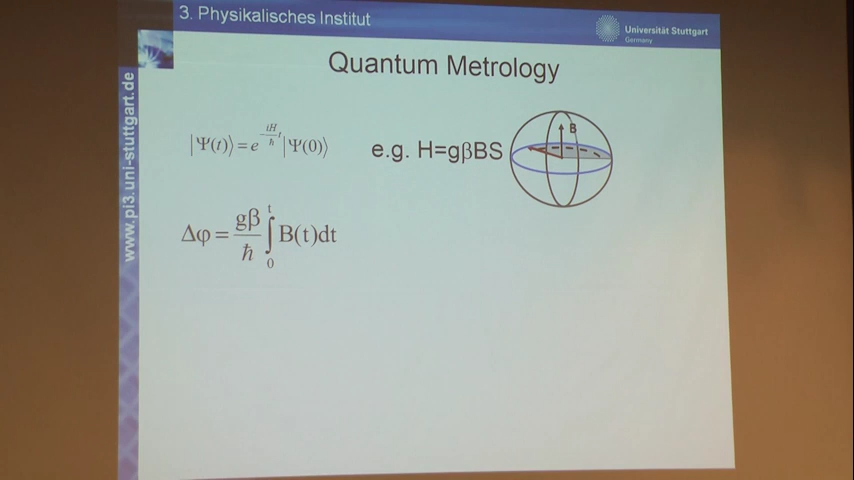 3. Physikalisches Institut
Universität Stuttgart
Germany
www.pi3.uni-stuttgart.de
Quantum Metrology
|Ψ(t)⟩ = e^{-iH/ħ t}|Ψ(0)⟩
e.g. H=gβBS
B
Δφ = gβ/ħ ∫₀ᵗ B(t)dt